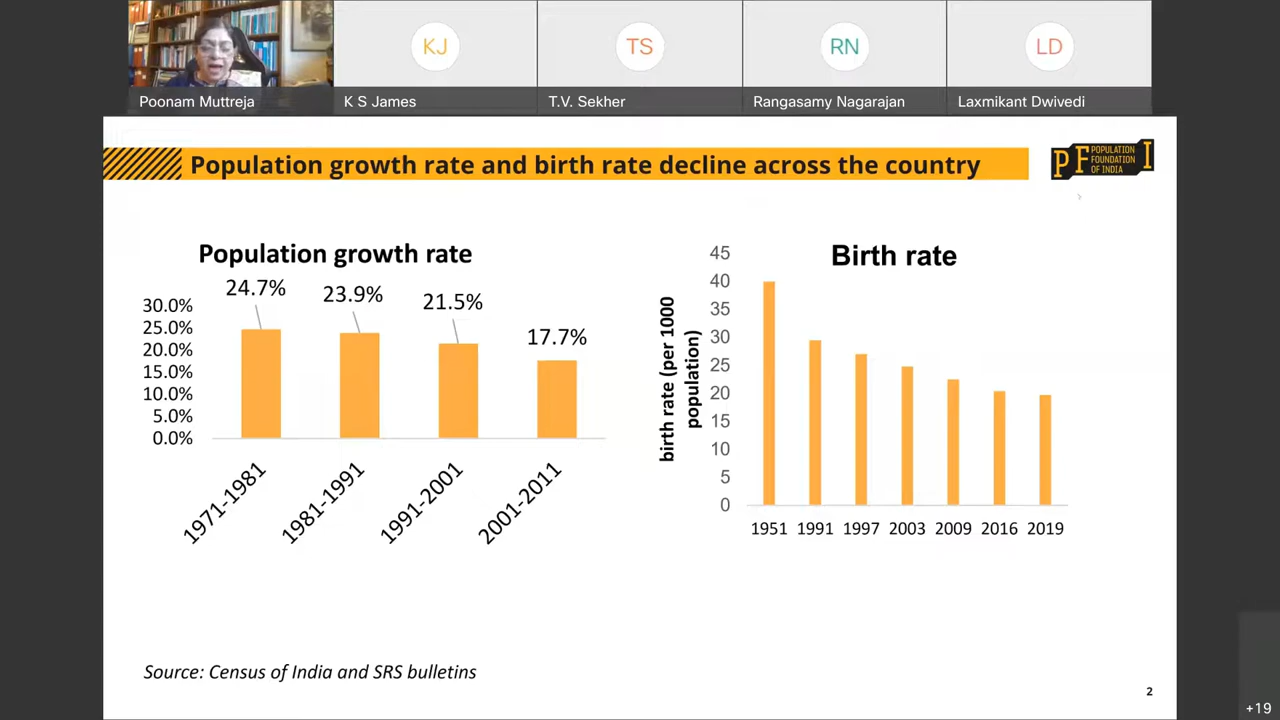 KJ
TS
RN
LD
Poonam Muttreja
K S James
T.V. Sekher
Rangasamy Nagarajan
Laxmikant Dwivedi
Population growth rate and birth rate decline across the country
PFI
POPULATION
FOUNDATION
OF INDIA
Population growth rate
24.7%
23.9%
21.5%
17.7%
30.0%
25.0%
20.0%
15.0%
10.0%
5.0%
0.0%
1971-1981
1981-1991
1991-2001
2001-2011
Birth rate
birth rate (per 1000
population)
45
40
35
30
25
20
15
10
5
0
1951 1991 1997 2003 2009 2016 2019
Source: Census of India and SRS bulletins
2
+19